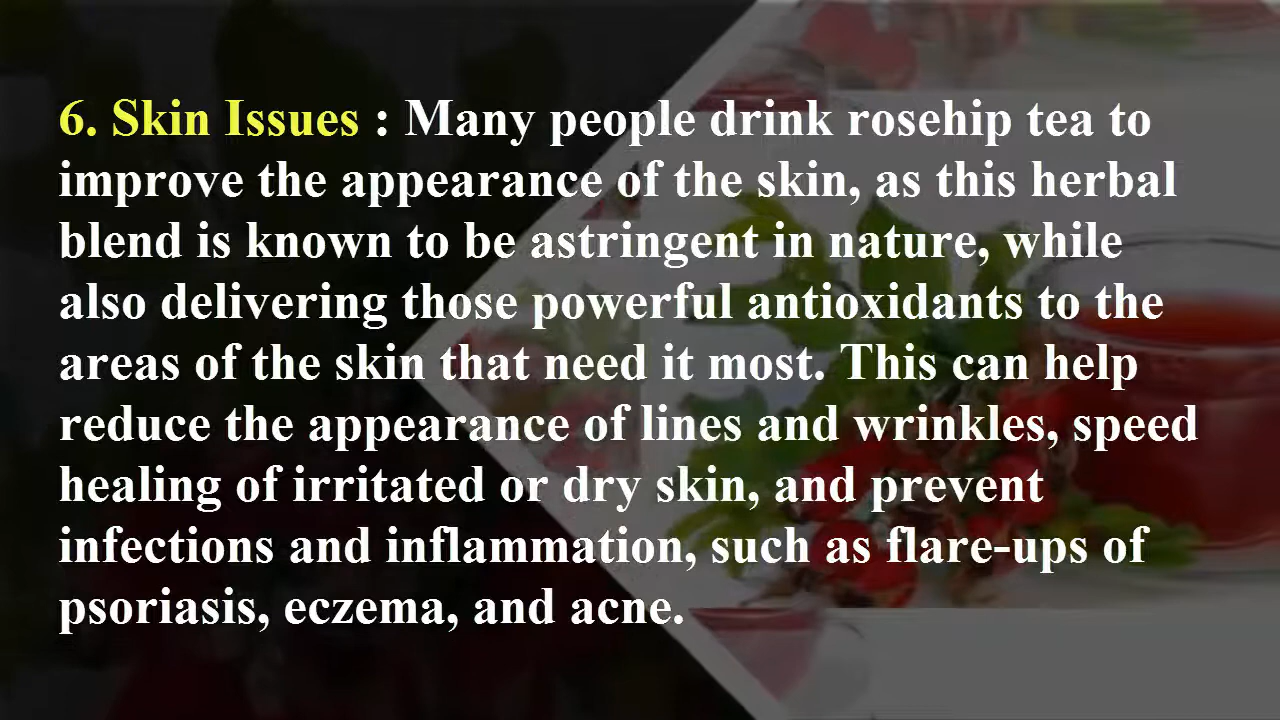 6. Skin Issues : Many people drink rosehip tea to
improve the appearance of the skin, as this herbal
blend is known to be astringent in nature, while
also delivering those powerful antioxidants to the
areas of the skin that need it most. This can help
reduce the appearance of lines and wrinkles, speed
healing of irritated or dry skin, and prevent
infections and inflammation, such as flare-ups of
psoriasis, eczema, and acne.